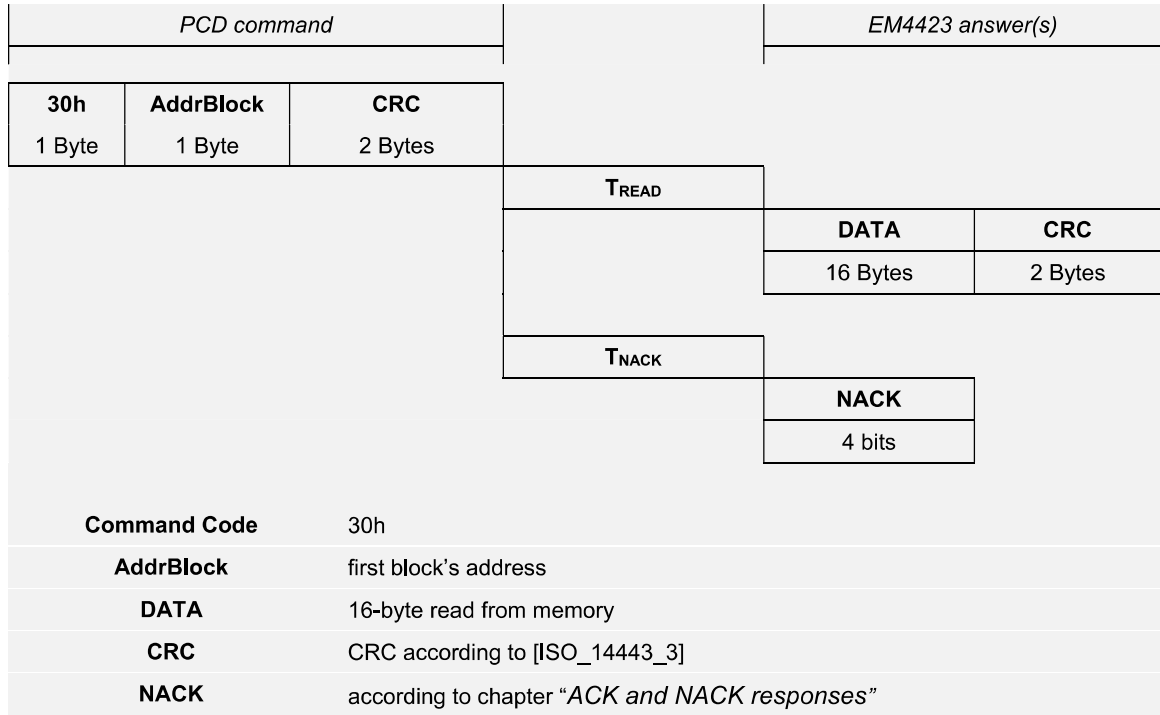 PCD command EM4423 answer(s)
30h AddrBlock CRC
1 Byte 1 Byte 2 Bytes
TREAD
DATA CRC
16 Bytes 2 Bytes
TNACK
NACK
4 bits
Command Code 30h
AddrBlock first block's address
DATA 16-byte read from memory
CRC CRC according to [ISO_14443_3]
NACK according to chapter “ACK and NACK responses”